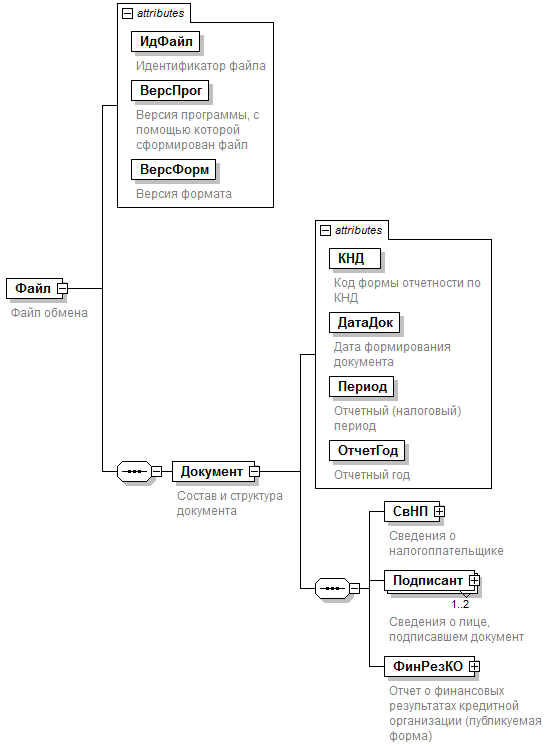 attributes
ИдФайл
Идентификатор файла
ВерсПрог
Версия программы, с
помощью которой
сформирован файл
ВерсФорм
Версия формата
Файл
Файл обмена
attributes
КНД
Код формы отчетности по
КНД
ДатаДок
Дата формирования
документа
Период
Отчетный (налоговый)
период
ОтчетГод
Отчетный год
Документ
Состав и структура
документа
СвНП
Сведения о
налогоплательщике
Подписант
1..2
Сведения о лице,
подписавшем документ
ФинРезКО
Отчет о финансовых
результатах кредитной
организации (публикуемая
форма)